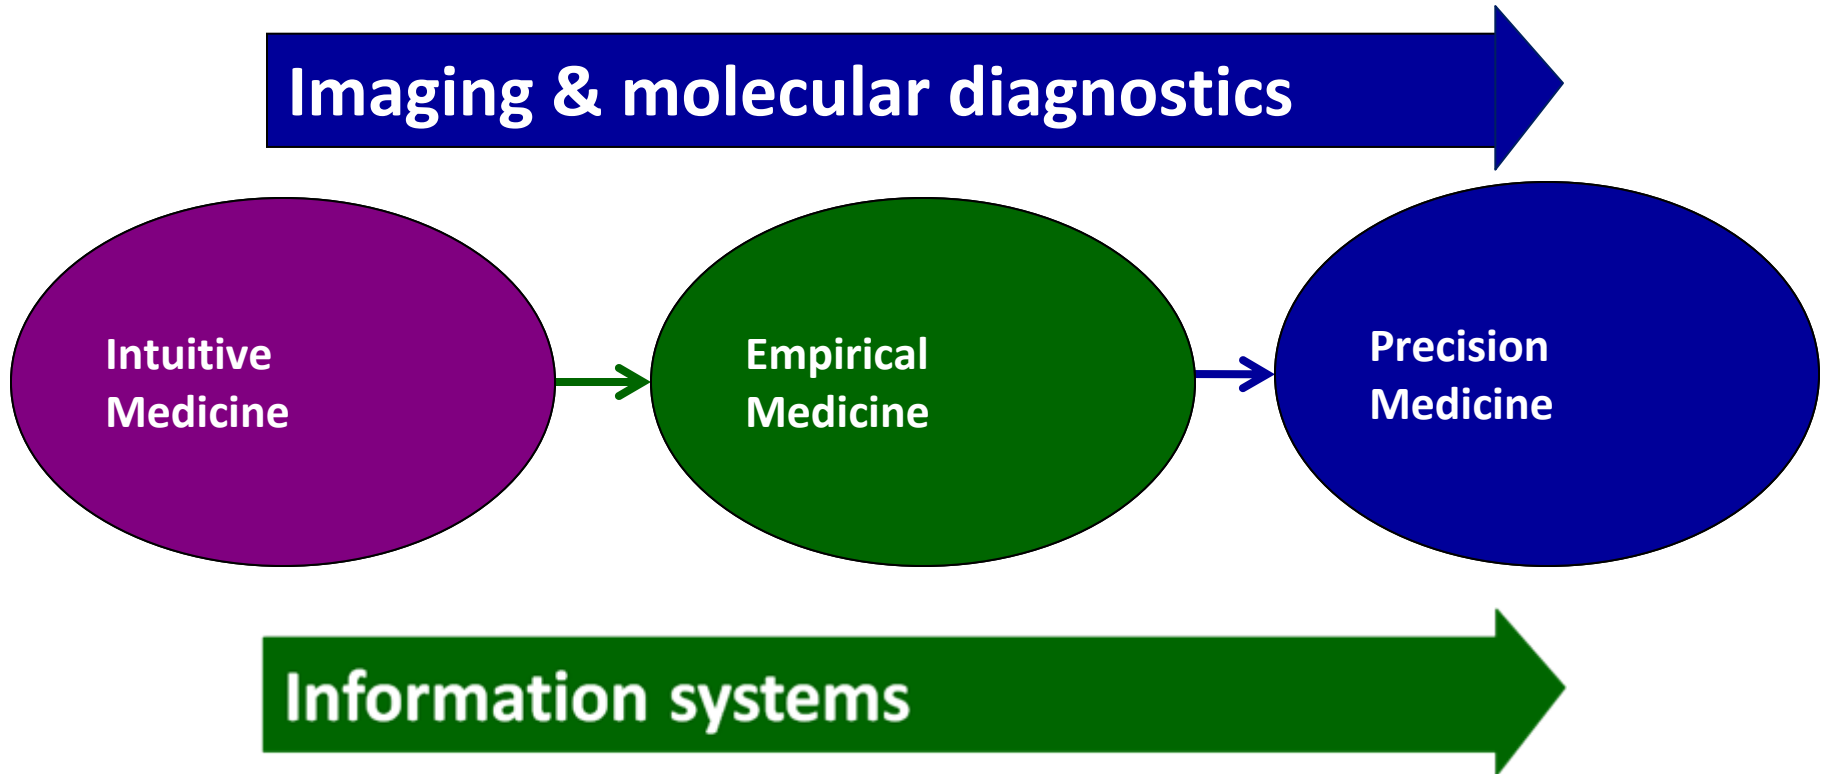 Imaging & molecular diagnostics
Intuitive
Medicine
Empirical
Medicine
Precision
Medicine
Information systems